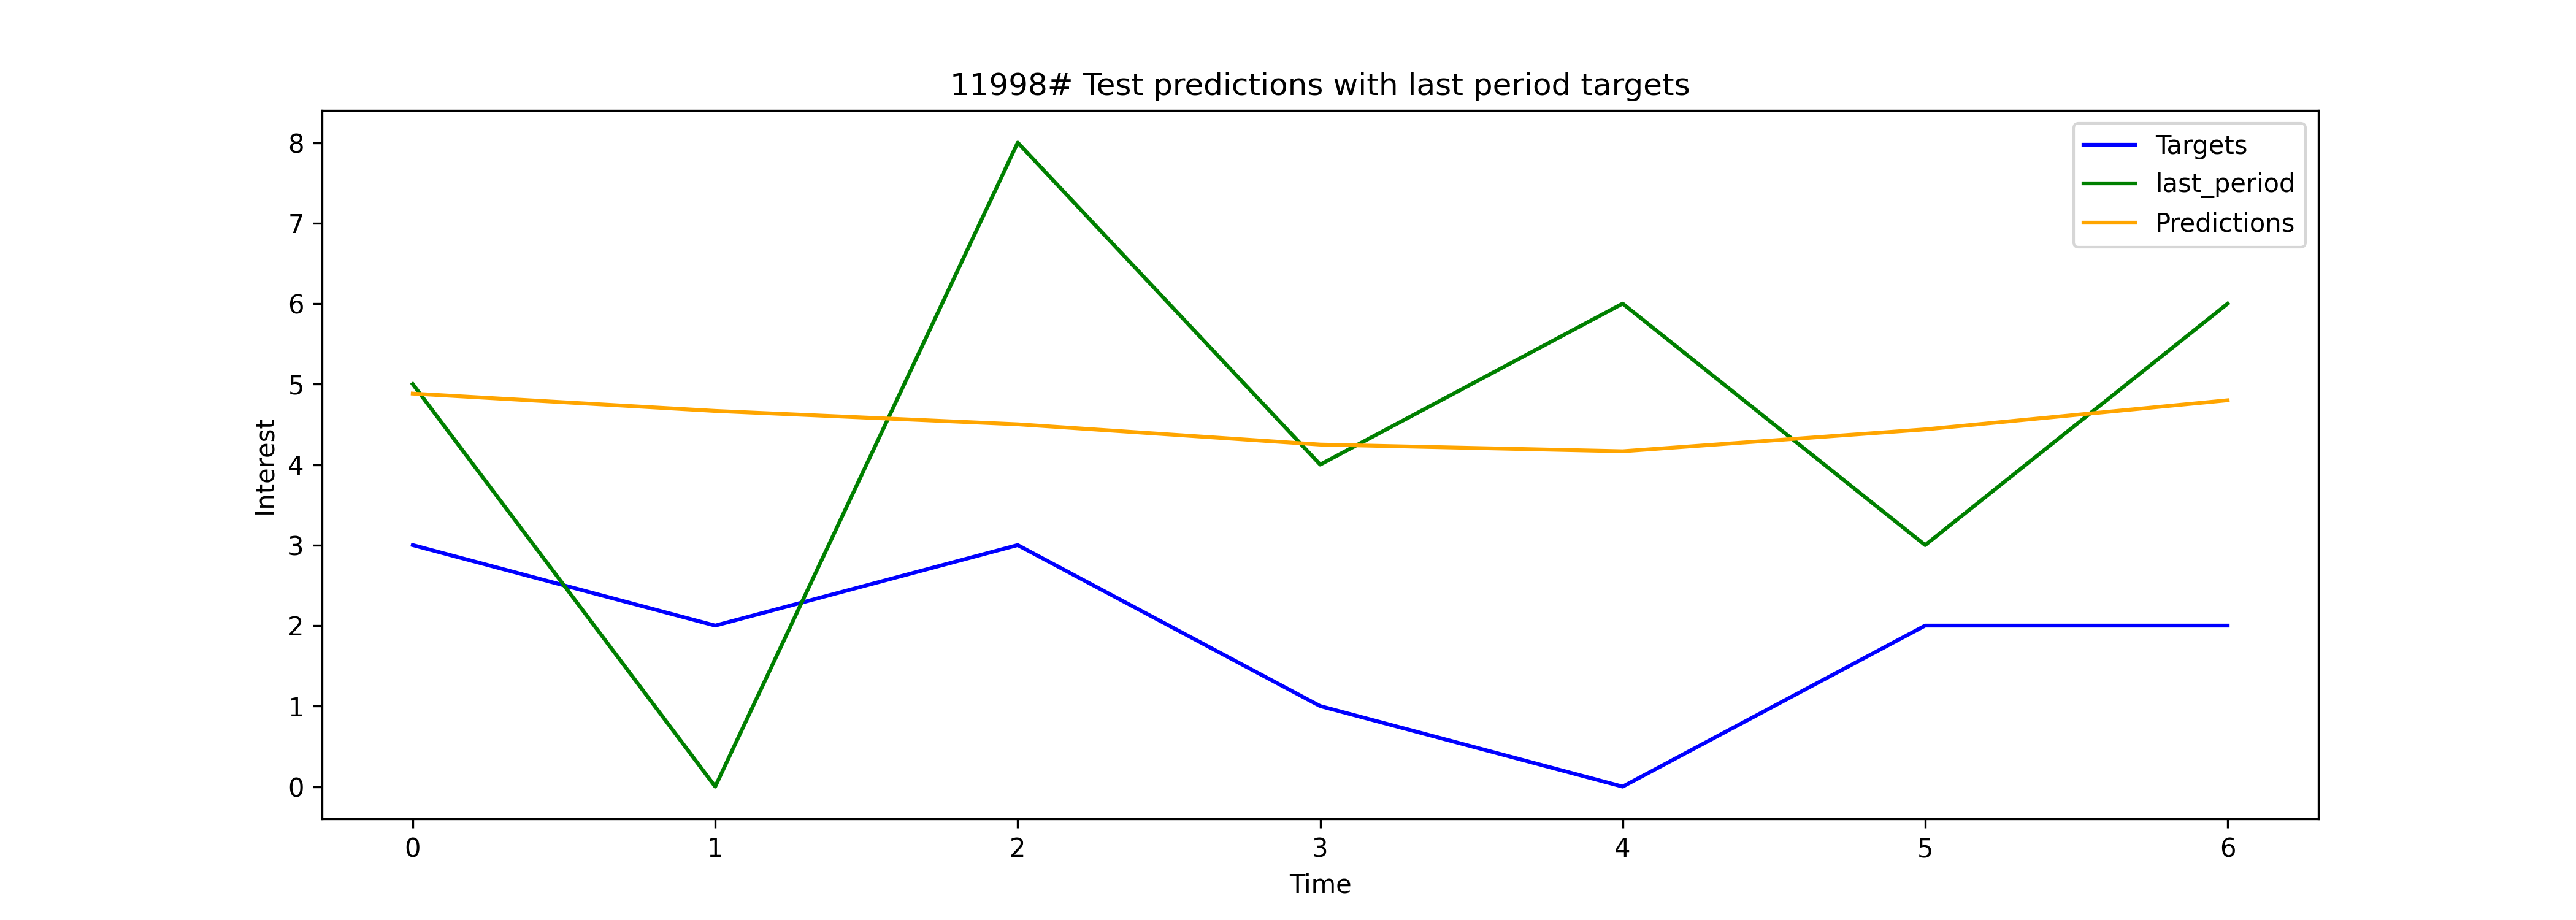 11998# Test predictions with last period targets
Targets
last_period
Predictions
8
7
6
5
4
3
2
1
0
Interest
0 1 2 3 4 5 6
Time